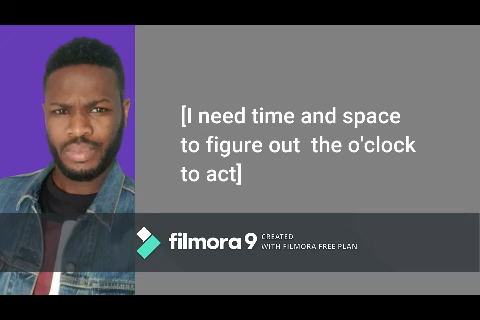 [I need time and space
to figure out  the o'clock
to act]
filmora 9 CREATED
WITH FILMORA FREE PLAN